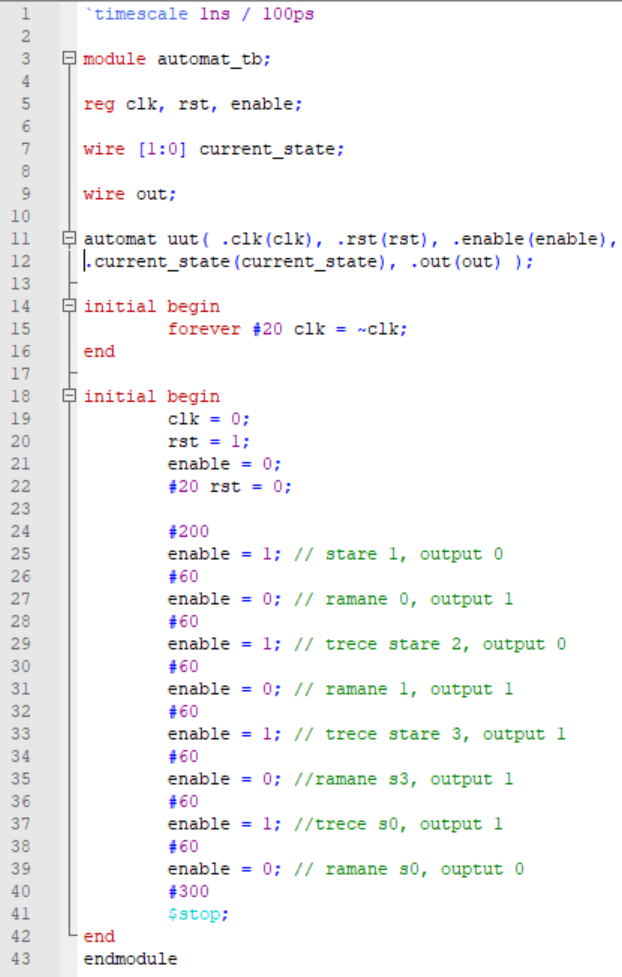 1 `timescale 1ns / 100ps
2
3 module automat_tb;
4
5 reg clk, rst, enable;
6
7 wire [1:0] current_state;
8
9 wire out;
10
11 automat uut( .clk(clk), .rst(rst), .enable(enable),
12 .current_state(current_state), .out(out) );
13
14 initial begin
15 forever #20 clk = ~clk;
16 end
17
18 initial begin
19 clk = 0;
20 rst = 1;
21 enable = 0;
22 #20 rst = 0;
23
24 #200
25 enable = 1; // stare 1, output 0
26 #60
27 enable = 0; // ramane 0, output 1
28 #60
29 enable = 1; // trece stare 2, output 0
30 #60
31 enable = 0; // ramane 1, output 1
32 #60
33 enable = 1; // trece stare 3, output 1
34 #60
35 enable = 0; //ramane s3, output 1
36 #60
37 enable = 1; //trece s0, output 1
38 #60
39 enable = 0; // ramane s0, ouptut 0
40 #300
41 $stop;
42 end
43 endmodule